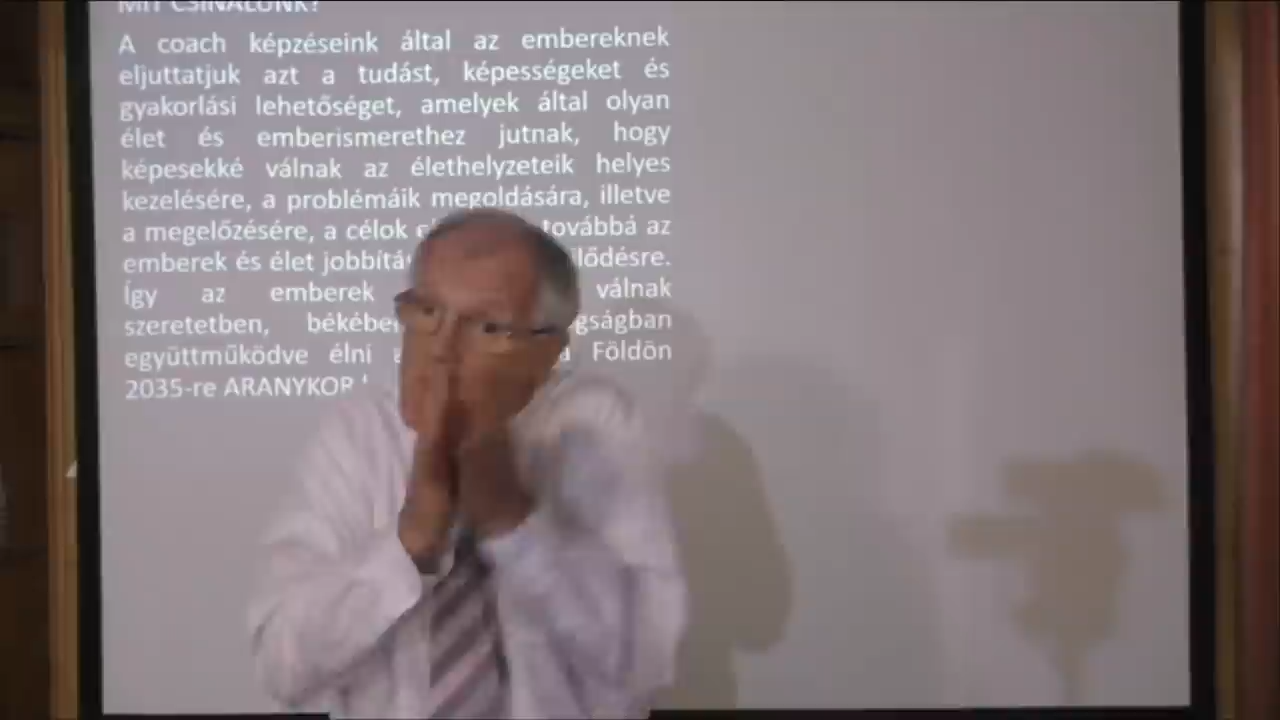 MIT CSINÁLUNK?
A coach képzéseink által az embereknek
eljuttatjuk azt a tudást, képességeket és
gyakorlási lehetőséget, amelyek által olyan
élet és emberismerethez jutnak, hogy
képesekké válnak az élethelyzeteik helyes
kezelésére, a problémáik megoldására, illetve
a megelőzésére, a célok továbbá az
emberek és élet
Így az emberek válnak
szeretetben,
együttműködve élni Földön
2035-re ARANYKOR